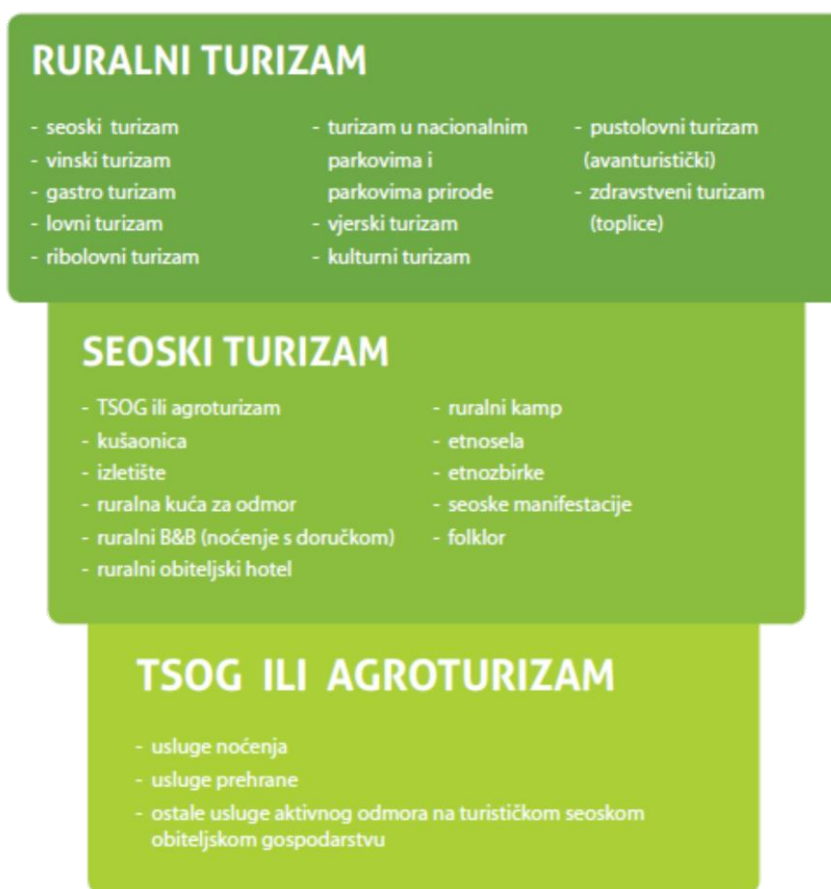 RURALNI TURIZAM
- seoski turizam
- vinski turizam
- gastro turizam
- lovni turizam
- ribolovni turizam
- turizam u nacionalnim
parkovima i
parkovima prirode
- vjerski turizam
- kulturni turizam
- pustolovni turizam
(avanturistički)
- zdravstveni turizam
(toplice)
SEOSKI TURIZAM
- TSOG ili agroturizam
- kušaonica
- izletište
- ruralna kuća za odmor
- ruralni B&B (noćenje s doručkom)
- ruralni obiteljski hotel
- ruralni kamp
- etnosela
- etnozbirke
- seoske manifestacije
- folklor
TSOG ILI AGROTURIZAM
- usluge noćenja
- usluge prehrane
- ostale usluge aktivnog odmora na turističkom seoskom
obiteljskom gospodarstvu